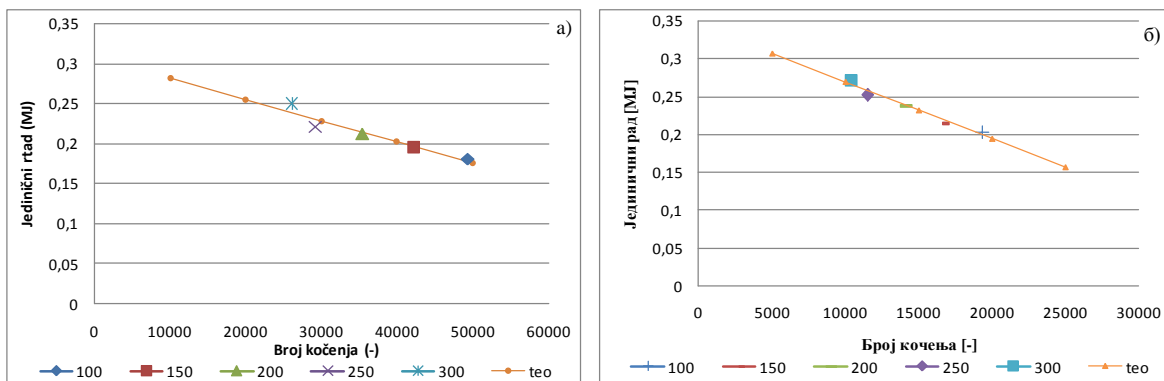 а)
0,35
0,3
0,25
0,2
0,15
0,1
0,05
0
Jedinični rtad (MJ)
0 10000 20000 30000 40000 50000 60000
Broj kočenja (-)
100 150 200 250 300 teo
б)
0,35
0,3
0,25
0,2
0,15
0,1
0,05
0
Јединични рад [МЈ]
0 5000 10000 15000 20000 25000 30000
Број кочења [-]
100 150 200 250 300 teo